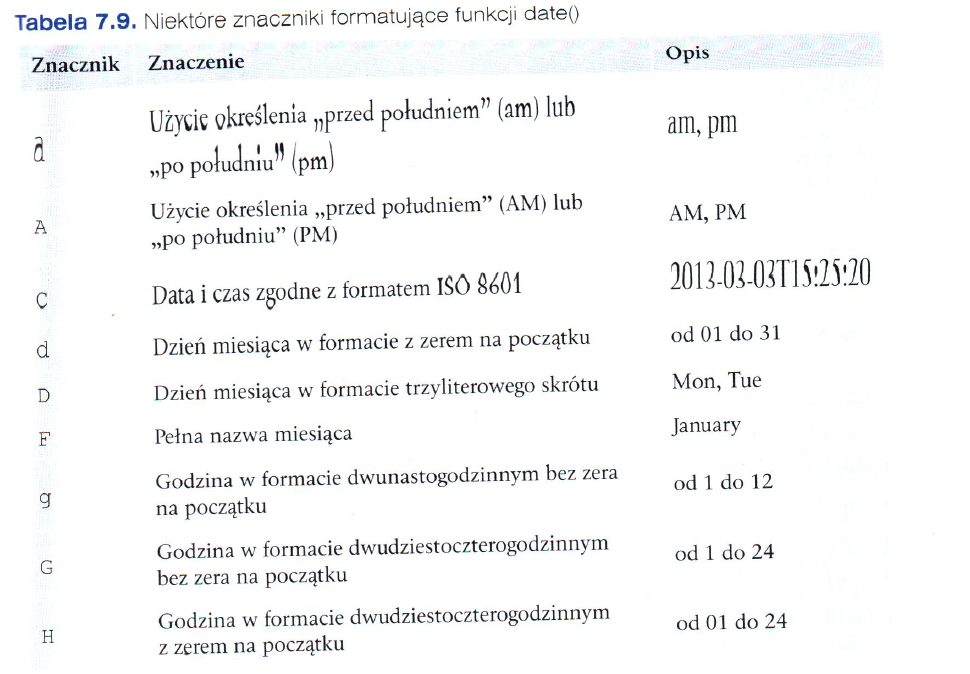 Tabela 7.9. Niektóre znaczniki formatujące funkcji date()
Znacznik Znaczenie Opis
a Użycie określenia „przed południem” (am) lub am, pm
„po południu” (pm)
A Użycie określenia „przed południem” (AM) lub AM, PM
„po południu” (PM)
C Data i czas zgodne z formatem ISO 8601 2013-03-03T15:25:20
d Dzień miesiąca w formacie z zerem na początku od 01 do 31
D Dzień miesiąca w formacie trzyliterowego skrótu Mon, Tue
F Pełna nazwa miesiąca January
g Godzina w formacie dwunastogodzinnym bez zera od 1 do 12
na początku
G Godzina w formacie dwudziestoczterogodzinnym od 1 do 24
bez zera na początku
H Godzina w formacie dwudziestoczterogodzinnym od 01 do 24
z zerem na początku